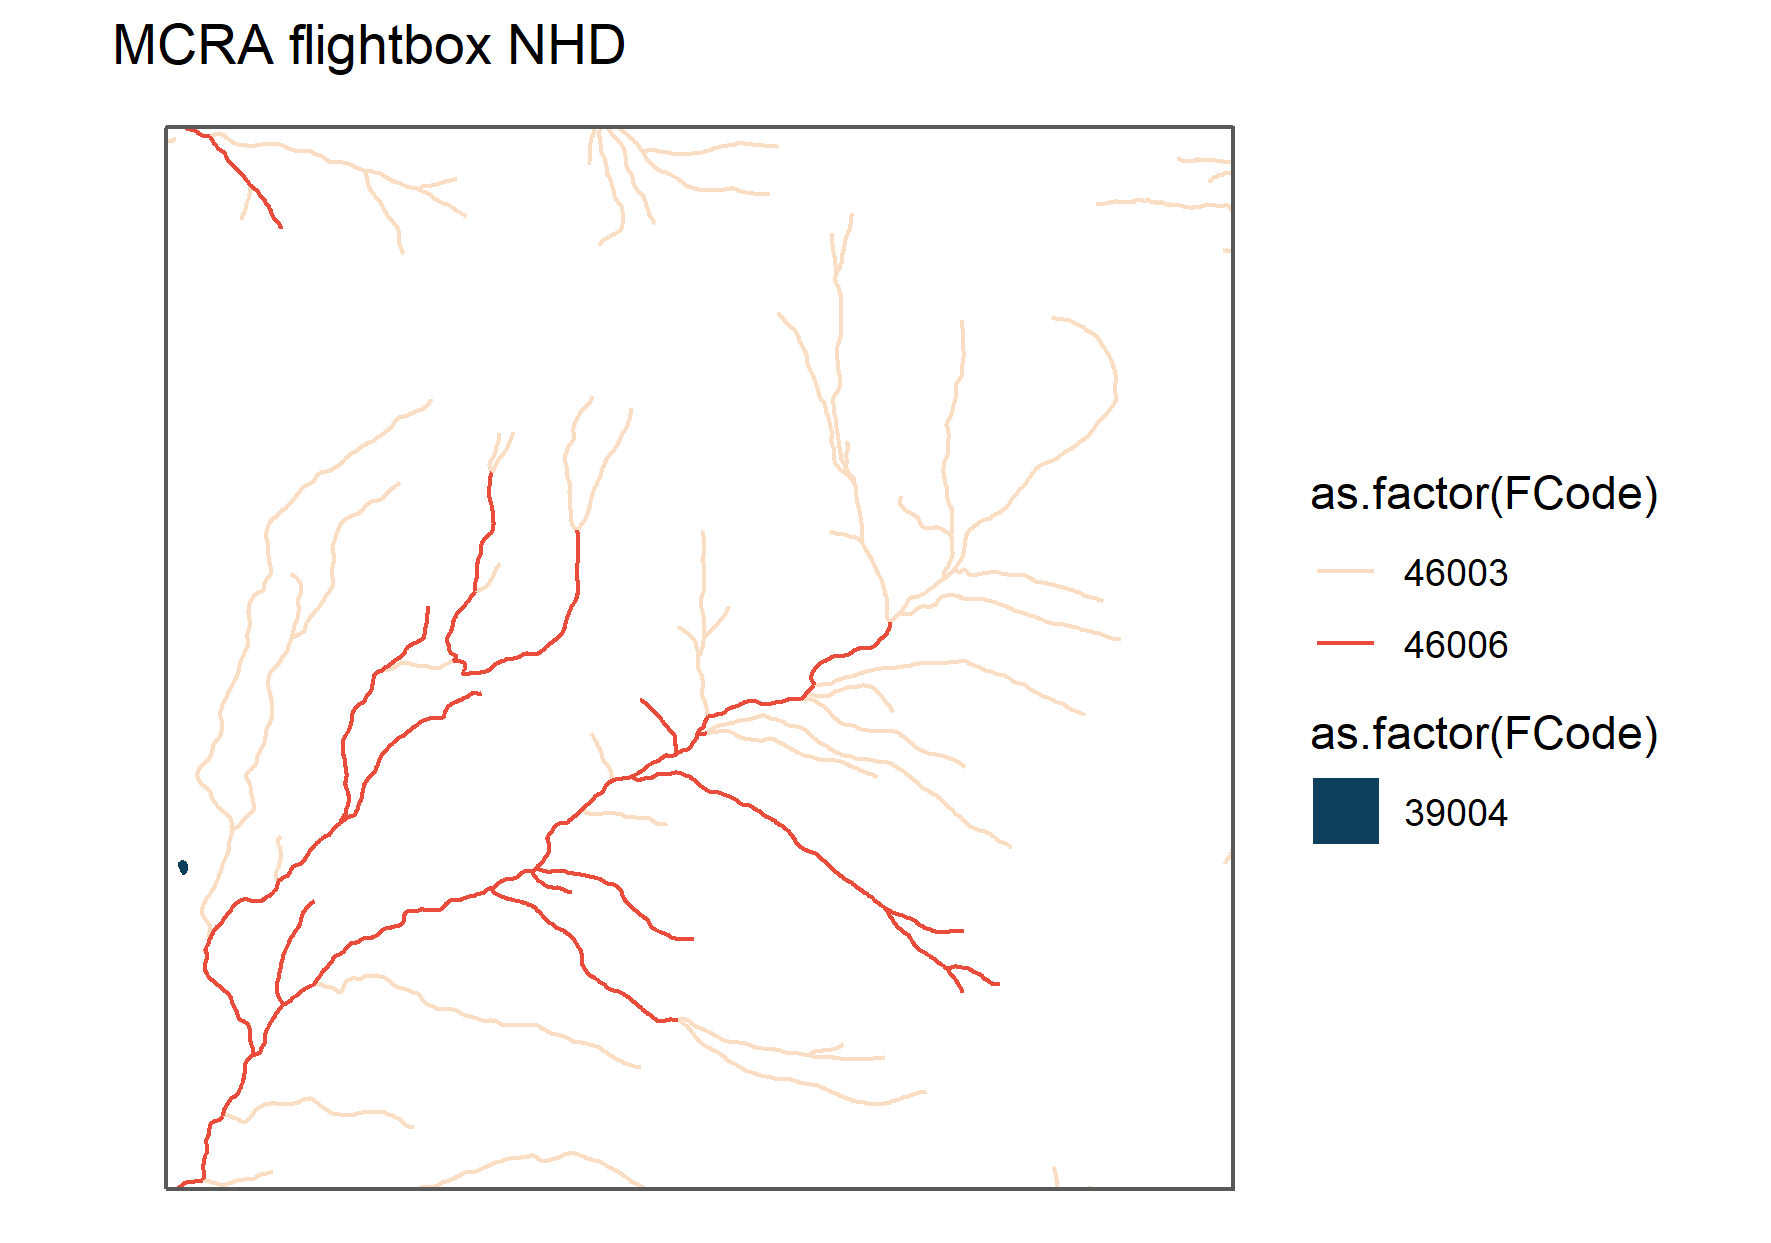 MCRA flightbox NHD
as.factor(FCode)
46003
46006
as.factor(FCode)
39004